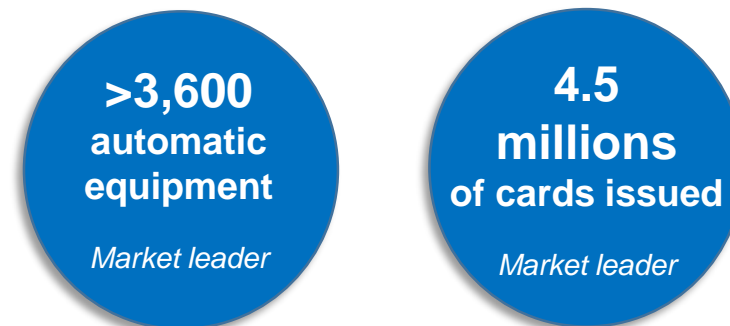 >3,600
automatic
equipment
Market leader
4.5
millions
of cards issued
Market leader